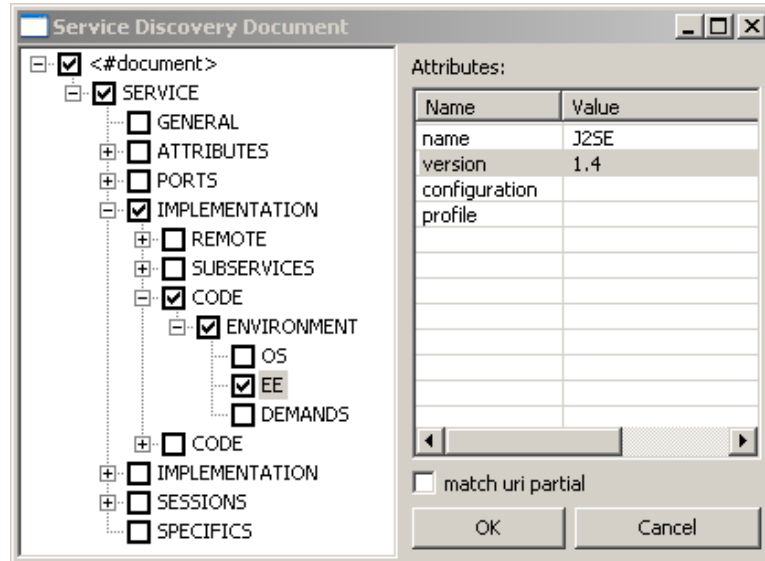 Service Discovery Document
<#document>
SERVICE
GENERAL
ATTRIBUTES
PORTS
IMPLEMENTATION
REMOTE
SUBSERVICES
CODE
ENVIRONMENT
OS
EE
DEMANDS
CODE
IMPLEMENTATION
SESSIONS
SPECIFICS
Attributes:
Name Value
name J2SE
version 1.4
configuration
profile
match uri partial
OK Cancel